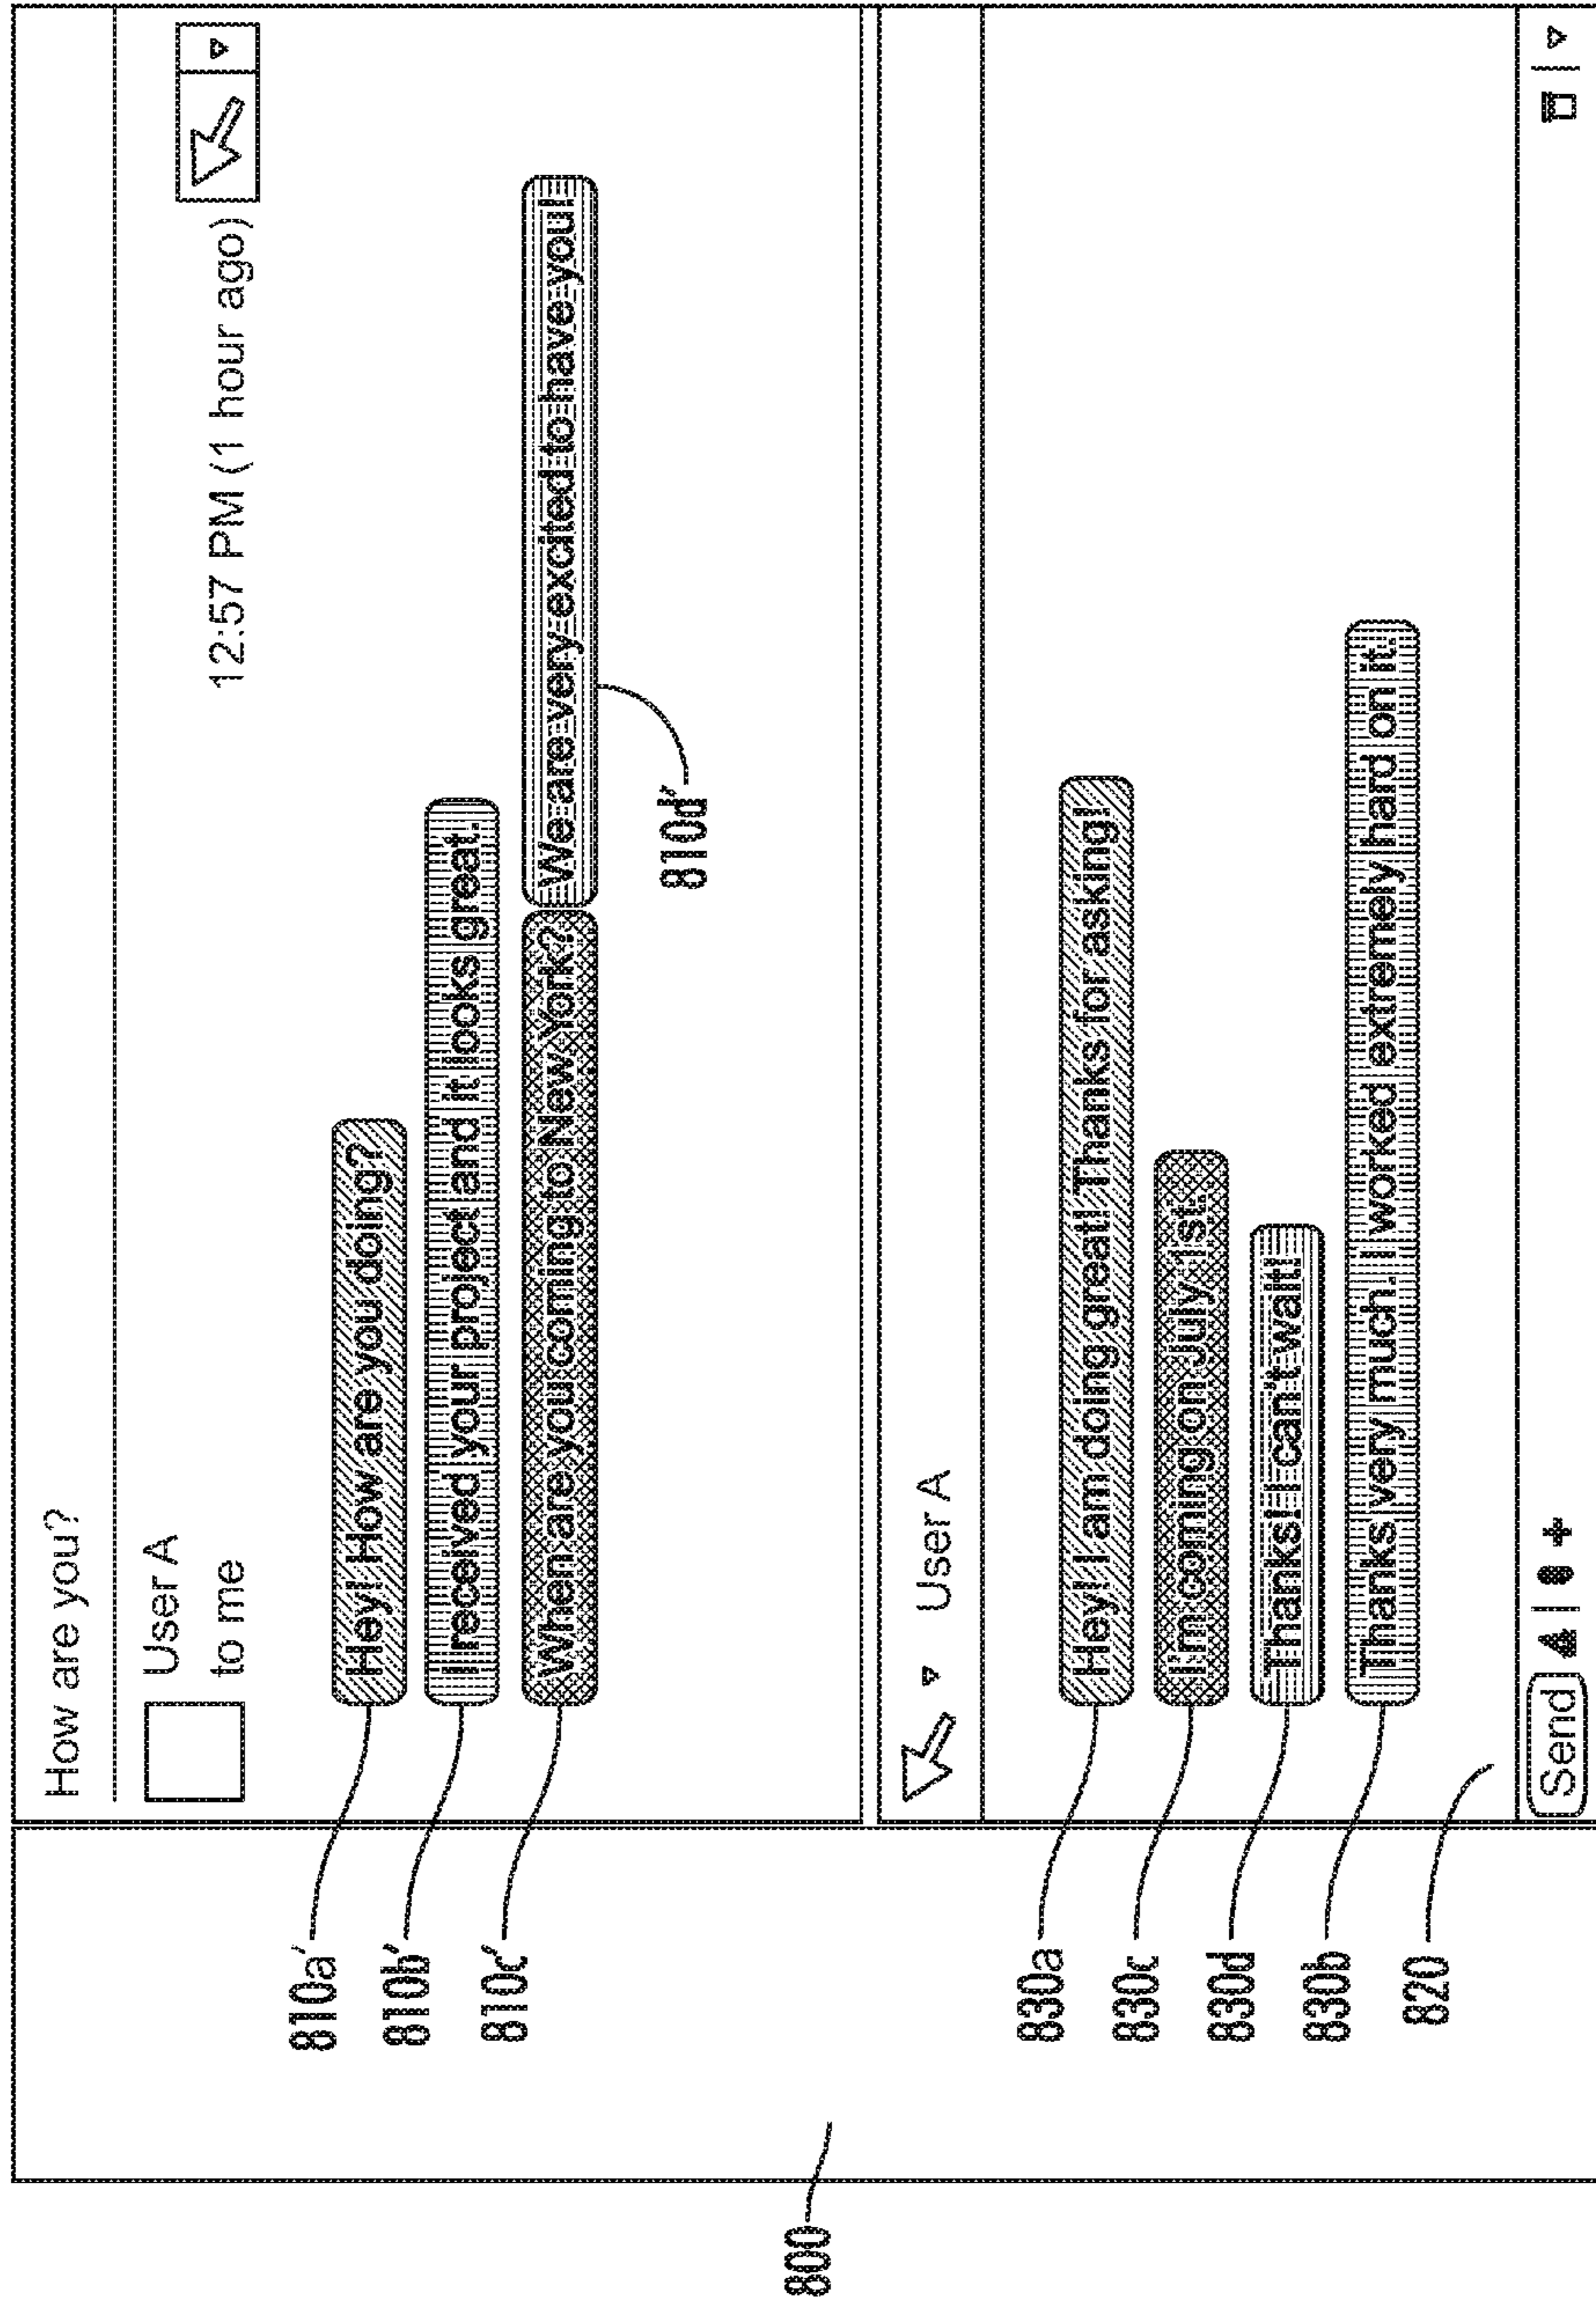 How are you?
User A
to me
12:57 PM (1 hour ago)
810a′ Hey! How are you doing?
810b′ I received your project and it looks great.
810c′ When are you coming to New York? We are very excited to have you!
810d′
User A
830a Hey! I am doing great! Thanks for asking!
830c I'm coming on July 1st.
830d Thanks! I can't wait!
830b Thanks very much. I worked extremely hard on it.
820
Send
800